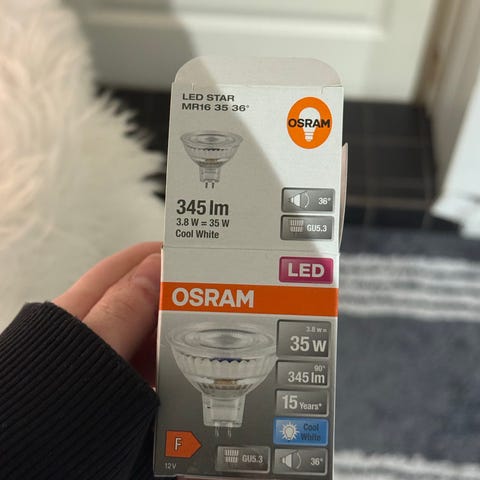 LED STAR
MR16 35 36°
OSRAM
345 lm
3.8 W = 35 W
Cool White
36°
GU5.3
LED
OSRAM
3.8 W=
35 W
90°
345 lm
15 Years*
Cool
White
F
12 V
GU5.3
36°